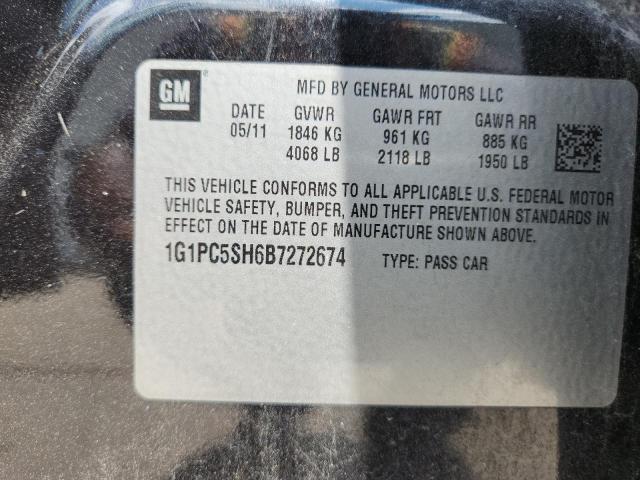 GM ®
MFD BY GENERAL MOTORS LLC
DATE GVWR GAWR FRT GAWR RR
05/11 1846 KG 961 KG 885 KG
4068 LB 2118 LB 1950 LB
THIS VEHICLE CONFORMS TO ALL APPLICABLE U.S. FEDERAL MOTOR
VEHICLE SAFETY, BUMPER, AND THEFT PREVENTION STANDARDS IN
EFFECT ON THE DATE OF MANUFACTURE SHOWN ABOVE.
1G1PC5SH6B7272674 TYPE: PASS CAR